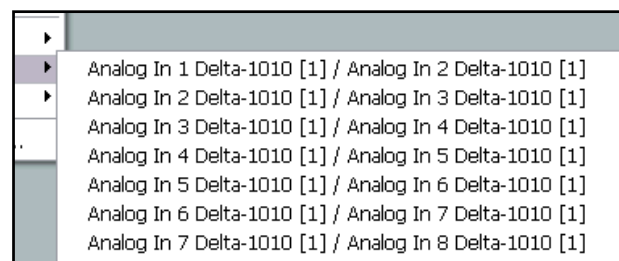 Analog In 1 Delta-1010 [1] / Analog In 2 Delta-1010 [1]
Analog In 2 Delta-1010 [1] / Analog In 3 Delta-1010 [1]
Analog In 3 Delta-1010 [1] / Analog In 4 Delta-1010 [1]
Analog In 4 Delta-1010 [1] / Analog In 5 Delta-1010 [1]
Analog In 5 Delta-1010 [1] / Analog In 6 Delta-1010 [1]
Analog In 6 Delta-1010 [1] / Analog In 7 Delta-1010 [1]
Analog In 7 Delta-1010 [1] / Analog In 8 Delta-1010 [1]